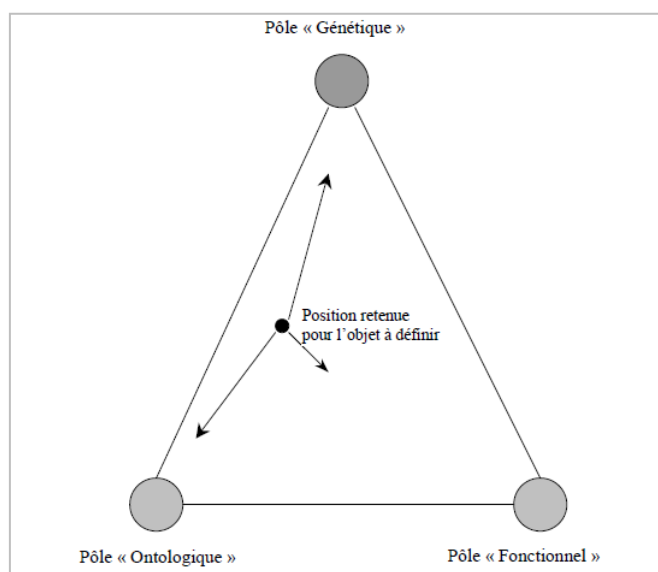 Pôle « Génétique »
Position retenue
pour l’objet à définir
Pôle « Ontologique »
Pôle « Fonctionnel »